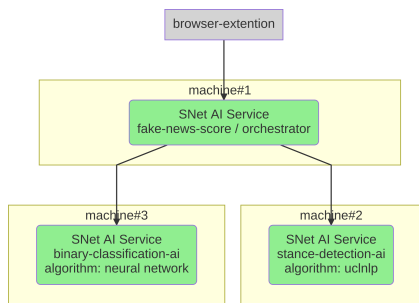 browser-extention
machine#1
SNet AI Service
fake-news-score / orchestrator
machine#3
SNet AI Service
binary-classification-ai
algorithm: neural network
machine#2
SNet AI Service
stance-detection-ai
algorithm: uclnlp